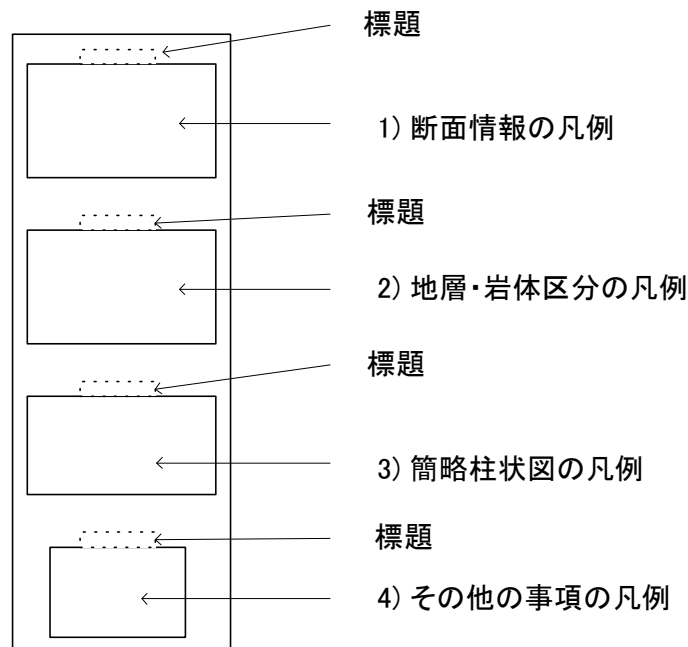 標題
1) 断面情報の凡例
標題
2) 地層・岩体区分の凡例
標題
3) 簡略柱状図の凡例
標題
4) その他の事項の凡例